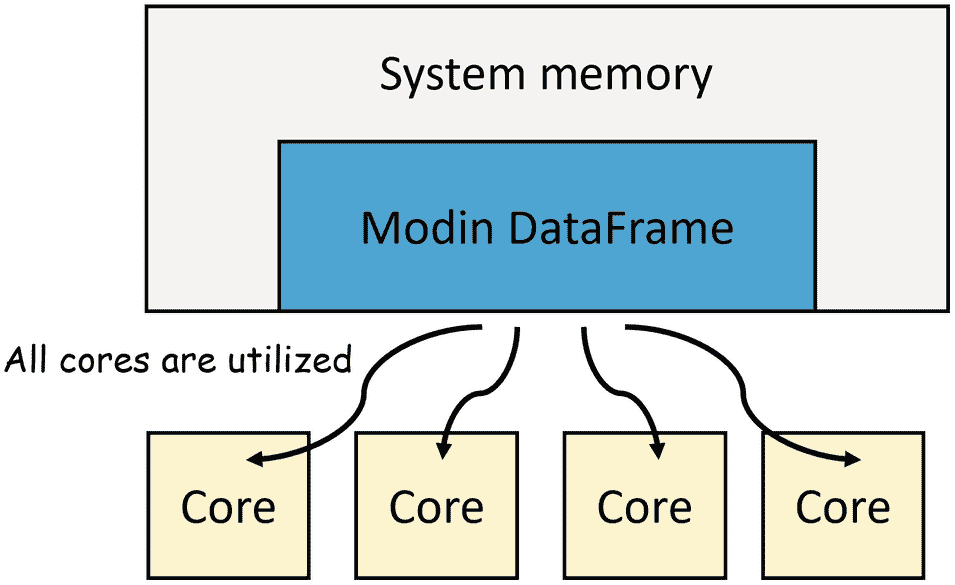 System memory
Modin DataFrame
All cores are utilized
Core
Core
Core
Core